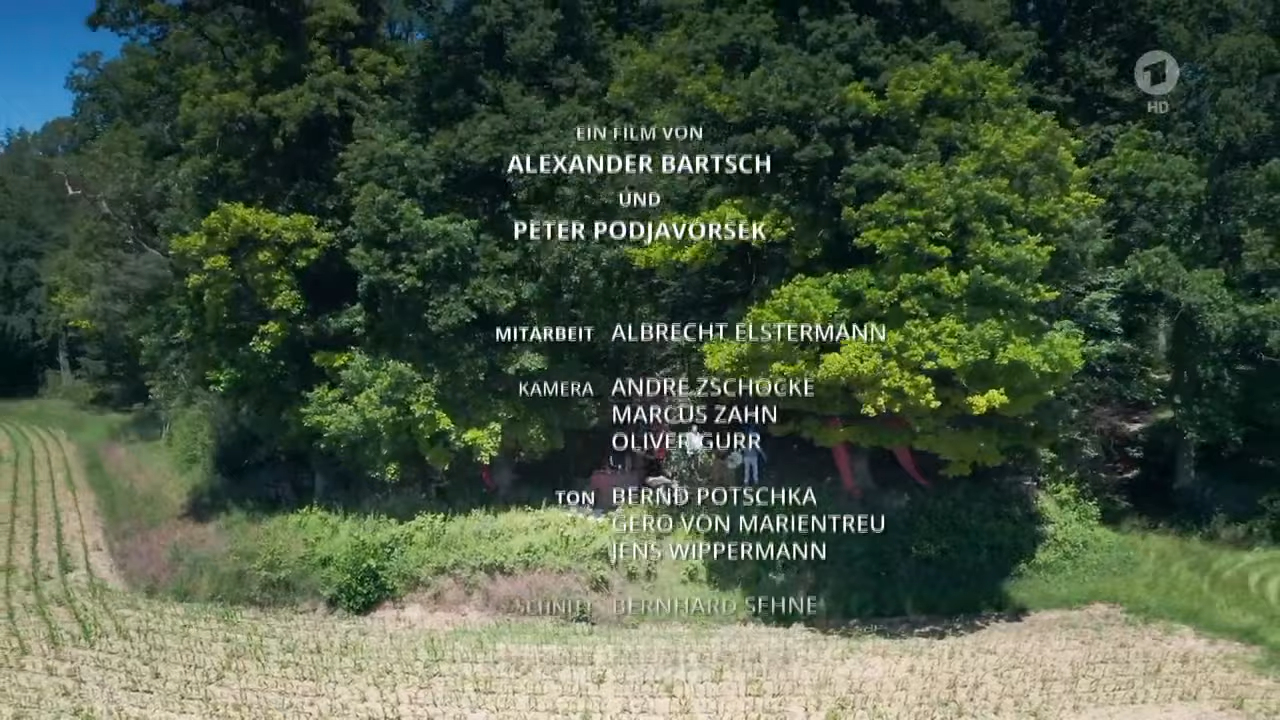 1
HD
EIN FILM VON
ALEXANDER BARTSCH
UND
PETER PODJAVORSEK
MITARBEIT ALBRECHT ELSTERMANN
KAMERA ANDRE ZSCHOCKE
MARCUS ZAHN
OLIVER GURR
TON BERND POTSCHKA
GERO VON MARIENTREU
JENS WIPPERMANN
SCHNITT BERNHARD SEHNE